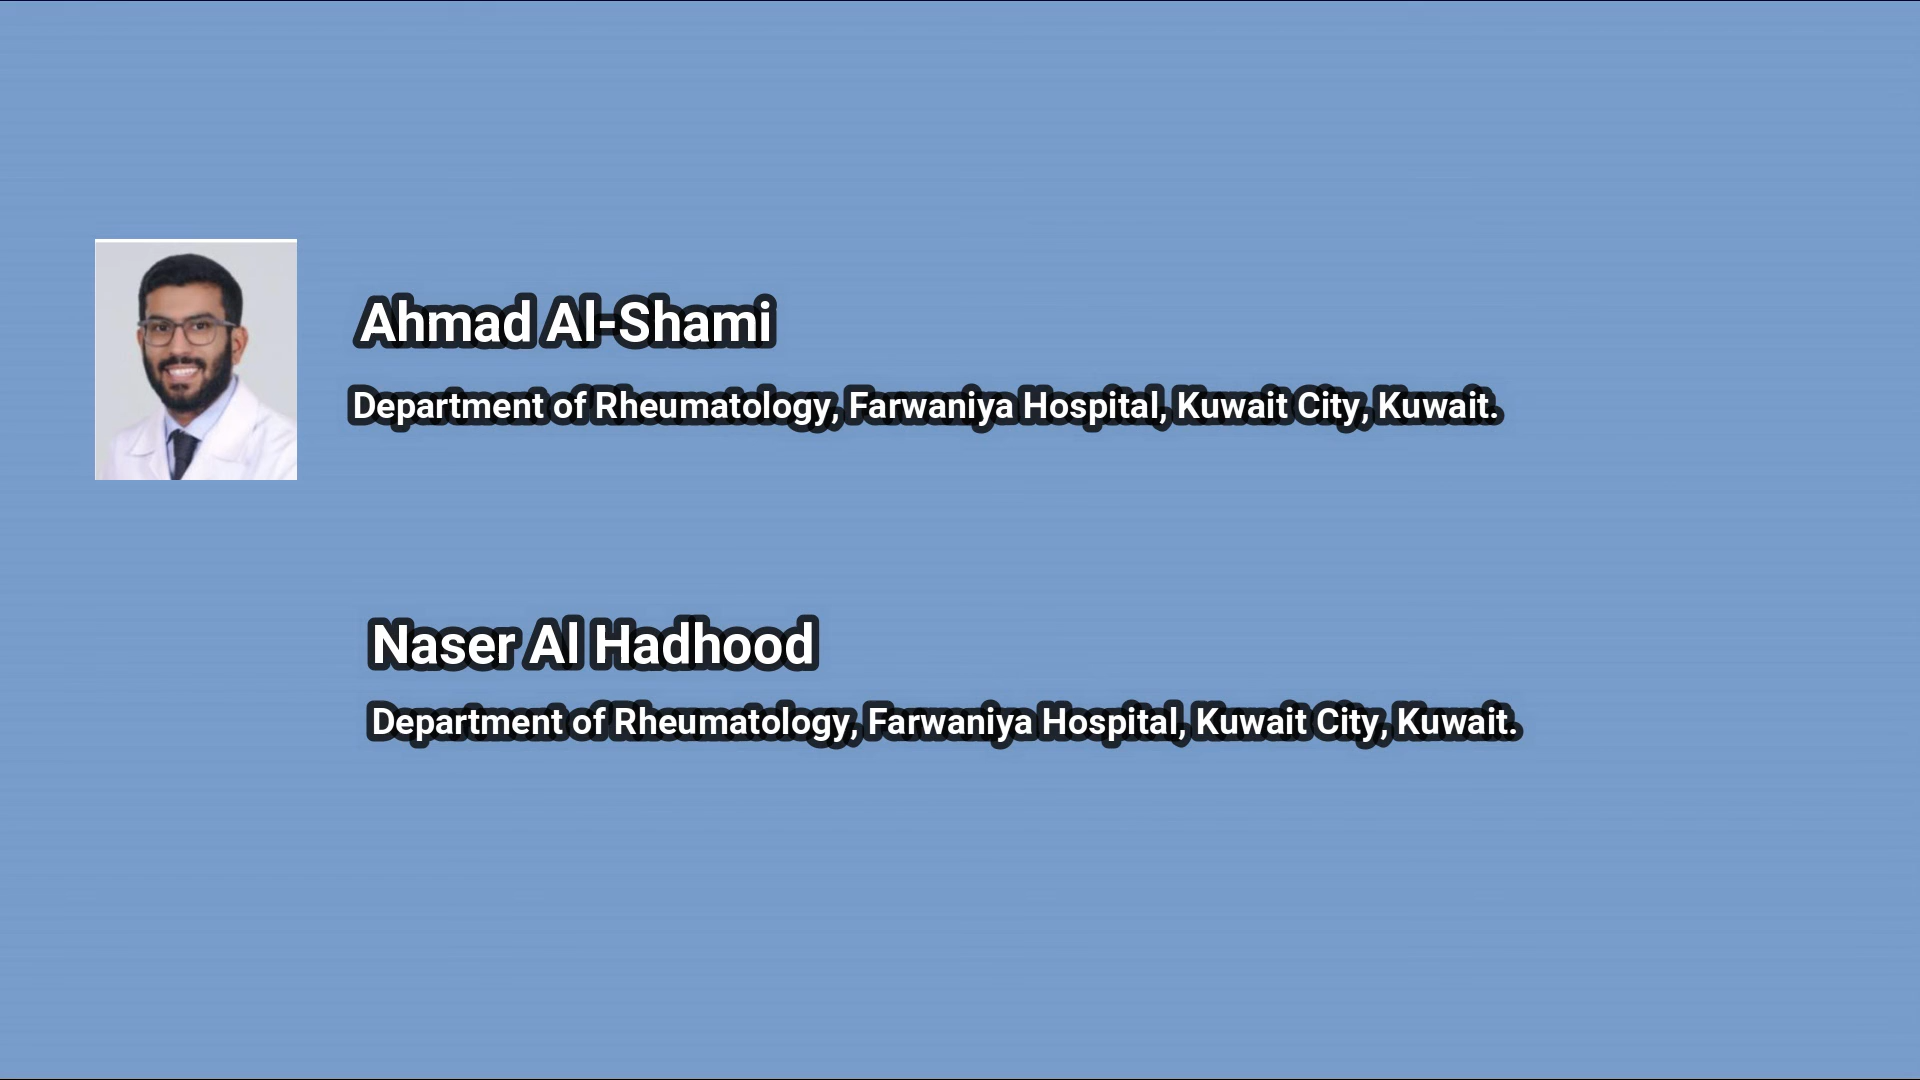 Ahmad Al-Shami
Department of Rheumatology, Farwaniya Hospital, Kuwait City, Kuwait.
Naser Al Hadhood
Department of Rheumatology, Farwaniya Hospital, Kuwait City, Kuwait.